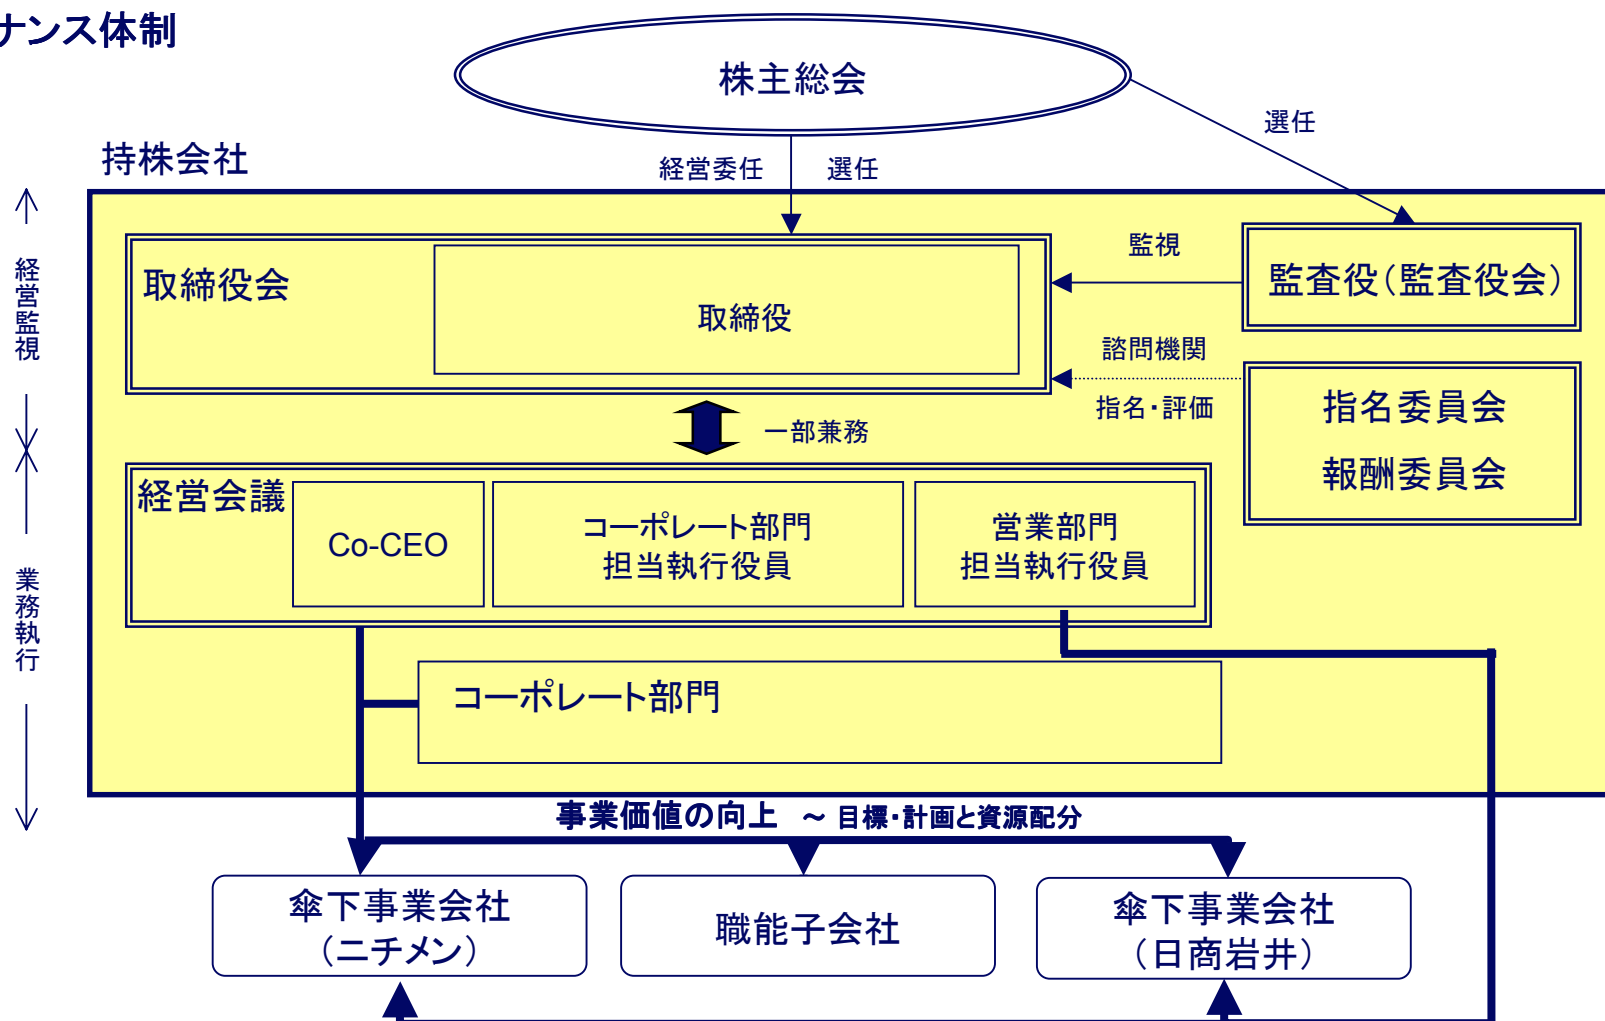 ナンス体制
株主総会
選任
持株会社
経営委任
選任
経営監視
取締役会
取締役
監視
監査役（監査役会）
諮問機関
指名・評価
指名委員会
報酬委員会
一部兼務
経営会議
Co-CEO
コーポレート部門
担当執行役員
営業部門
担当執行役員
業務執行
コーポレート部門
事業価値の向上　～ 目標・計画と資源配分
傘下事業会社
（ニチメン）
職能子会社
傘下事業会社
（日商岩井）